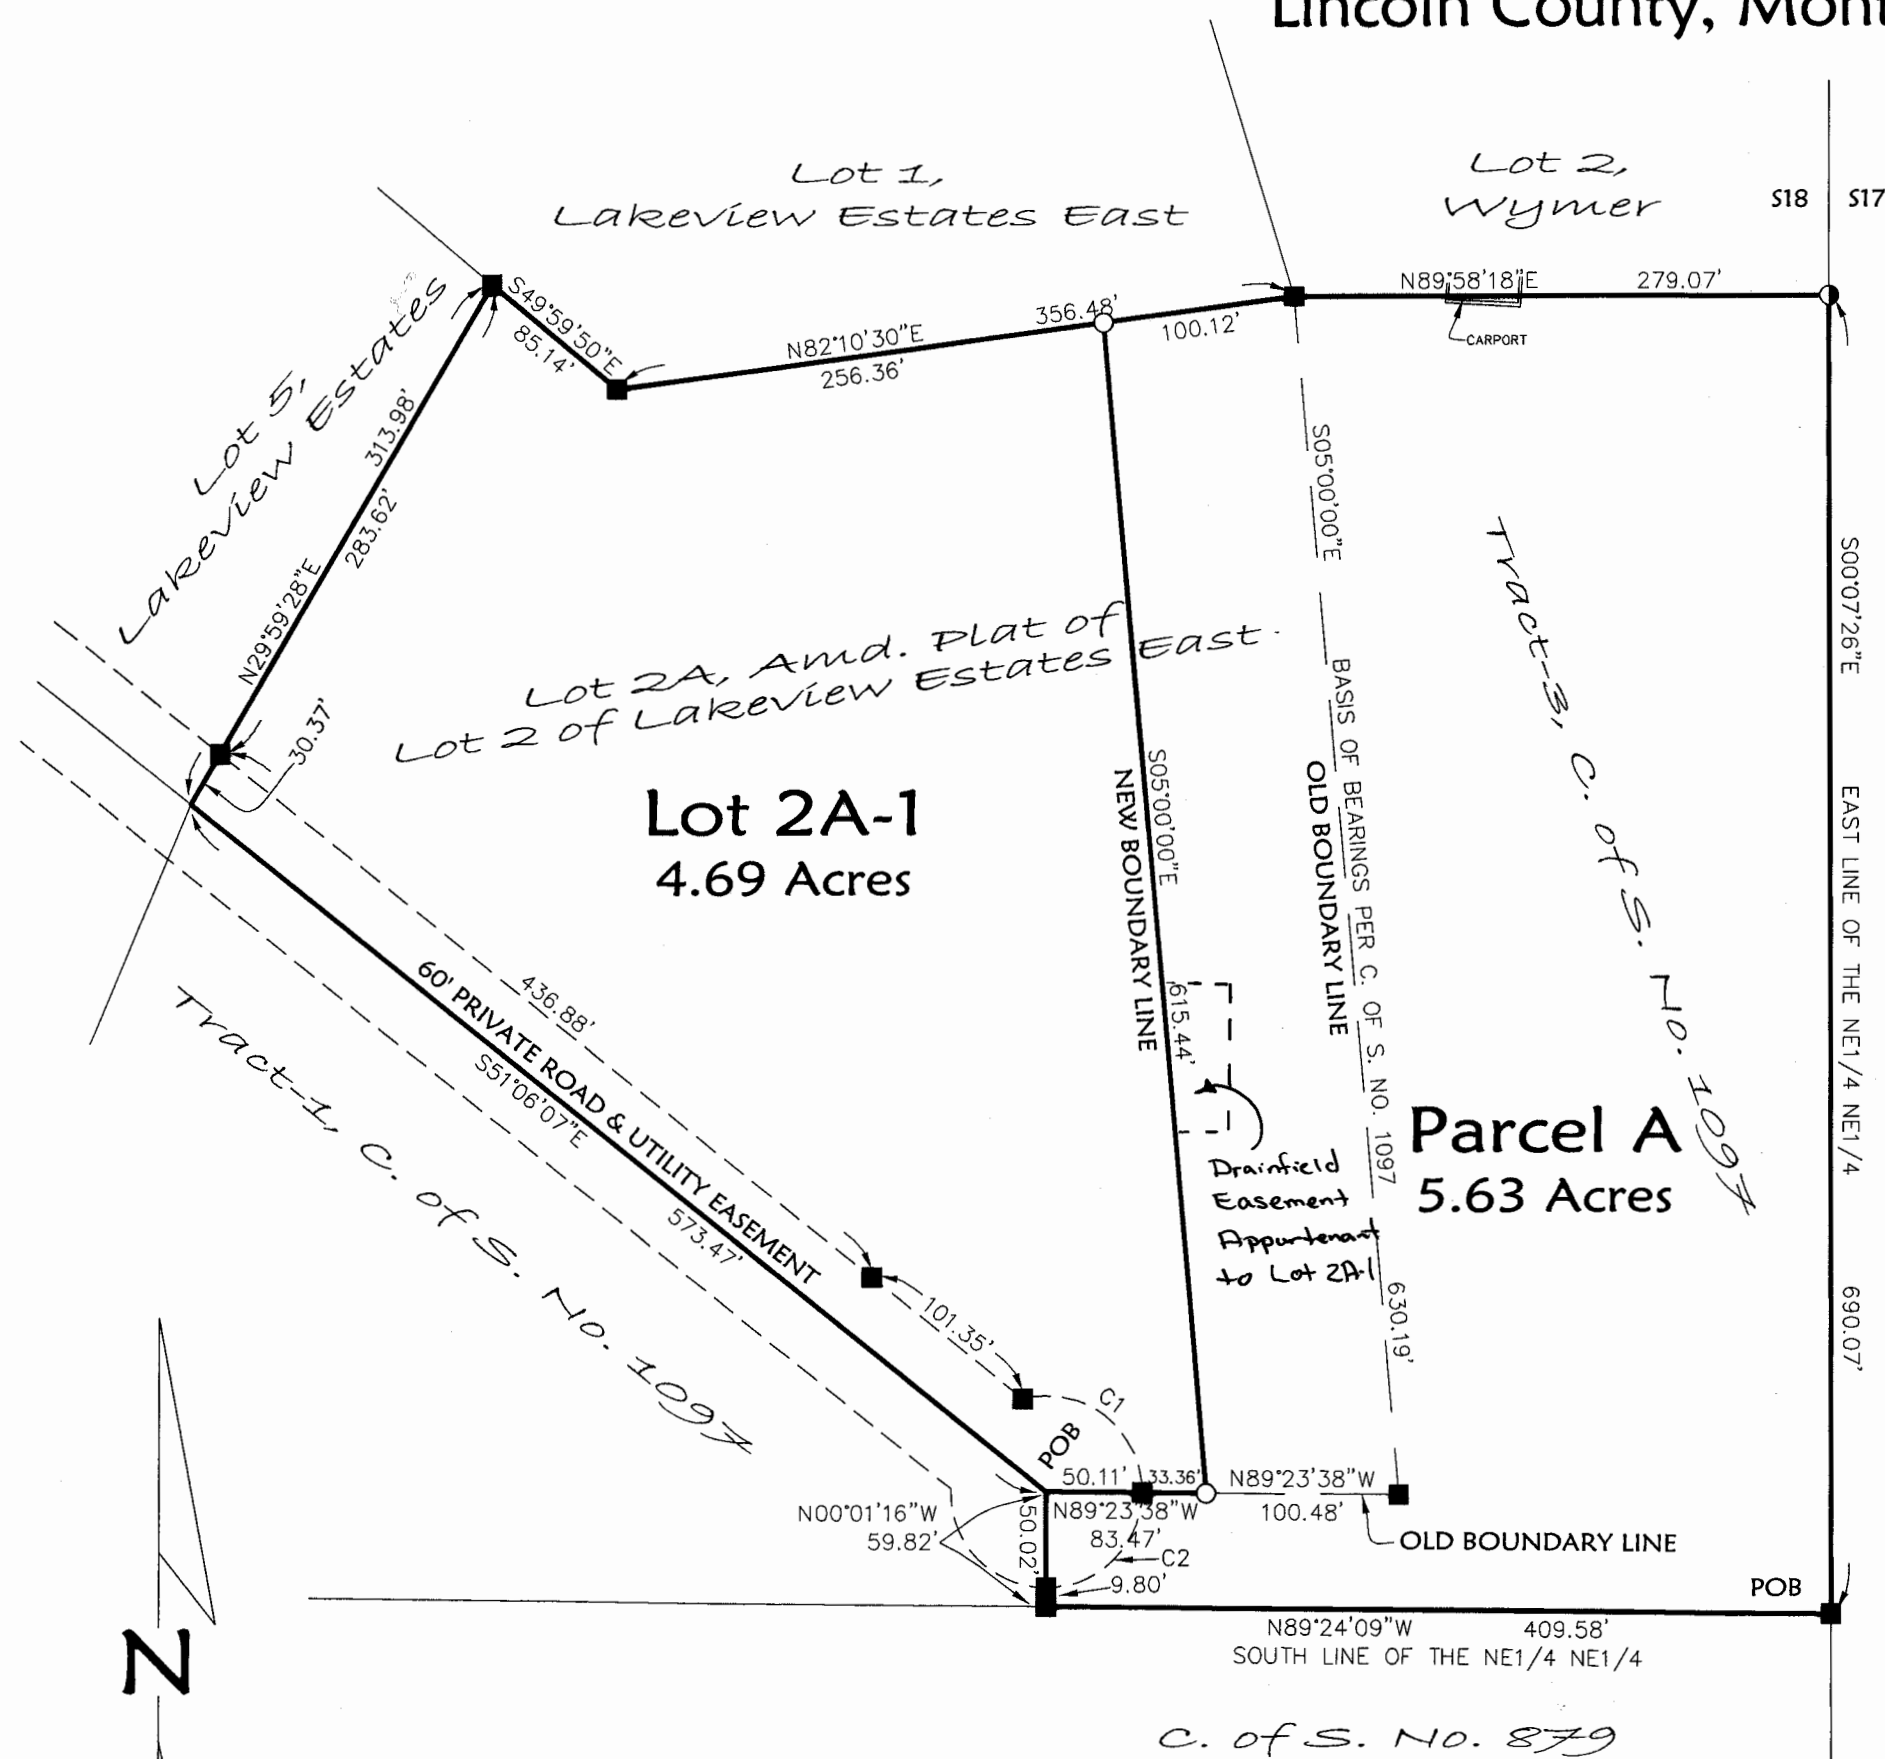 Lincoln County, Mont
Lot 1,
Lakeview Estates East
Lot 2,
Wymer
S18
S17
N89°58'18"E
279.07'
CARPORT
S49°59'50"E
85.14'
N82°10'30"E
256.36'
356.48'
100.12'
Lot 5,
Lakeview Estates
313.98'
283.62'
N29°59'28"E
30.37'
S05°00'00"E
BASIS OF BEARINGS PER C. OF S. NO. 1097
630.19'
OLD BOUNDARY LINE
Tract-3, C. of S. No. 1097
S00°07'26"E
EAST LINE OF THE NE1/4 NE1/4
690.07'
Lot 2A, Amd. Plat of
Lot 2 of Lakeview Estates East
Lot 2A-1
4.69 Acres
S05°00'00"E
615.44'
NEW BOUNDARY LINE
Parcel A
5.63 Acres
Drainfield
Easement
Appurtenant
to Lot 2A-1
436.88'
60' PRIVATE ROAD & UTILITY EASEMENT
S51°06'07"E
573.47'
Tract-1, C. of S. No. 1097
101.35'
C1
POB
50.11'
33.36'
N89°23'38"W
100.48'
N89°23'38"W
83.47'
N00°01'16"W
59.82'
50.02'
C2
9.80'
OLD BOUNDARY LINE
POB
N89°24'09"W
409.58'
SOUTH LINE OF THE NE1/4 NE1/4
N
C. of S. No. 879